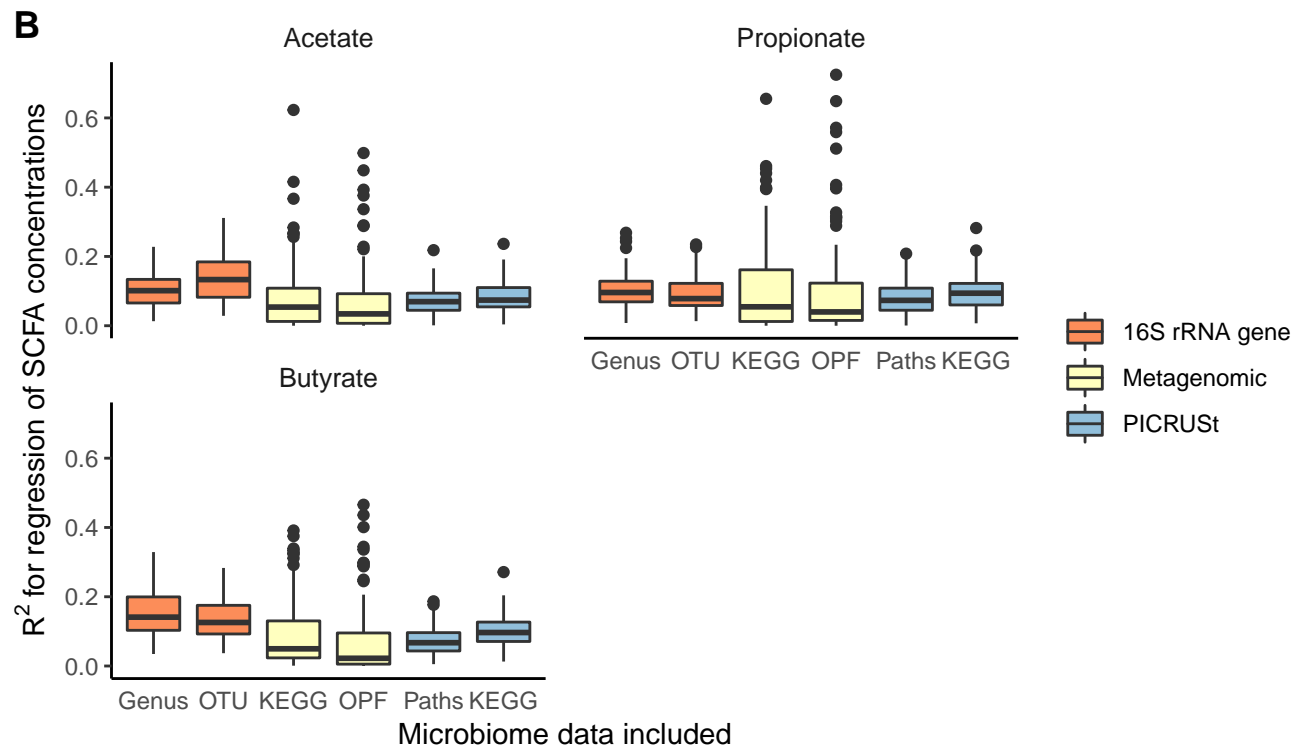 B
Acetate
Propionate
R² for regression of SCFA concentrations
0.6
0.4
0.2
0.0
Genus OTU KEGG OPF Paths KEGG
16S rRNA gene
Metagenomic
PICRUSt
Butyrate
0.6
0.4
0.2
0.0
Genus OTU KEGG OPF Paths KEGG
Microbiome data included